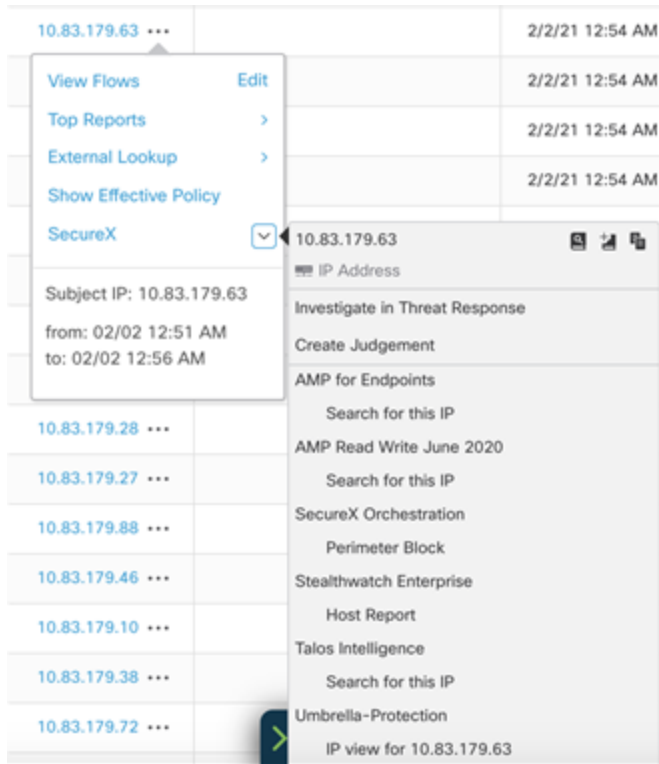 10.83.179.63 •••
2/2/21 12:54 AM
View Flows Edit
2/2/21 12:54 AM
Top Reports >
2/2/21 12:54 AM
External Lookup >
Show Effective Policy
2/2/21 12:54 AM
SecureX
Subject IP: 10.83.179.63
from: 02/02 12:51 AM
to: 02/02 12:56 AM
10.83.179.63
IP Address
Investigate in Threat Response
Create Judgement
AMP for Endpoints
Search for this IP
AMP Read Write June 2020
Search for this IP
SecureX Orchestration
Perimeter Block
Stealthwatch Enterprise
Host Report
Talos Intelligence
Search for this IP
Umbrella-Protection
IP view for 10.83.179.63
10.83.179.28 •••
10.83.179.27 •••
10.83.179.88 •••
10.83.179.46 •••
10.83.179.10 •••
10.83.179.38 •••
10.83.179.72 •••